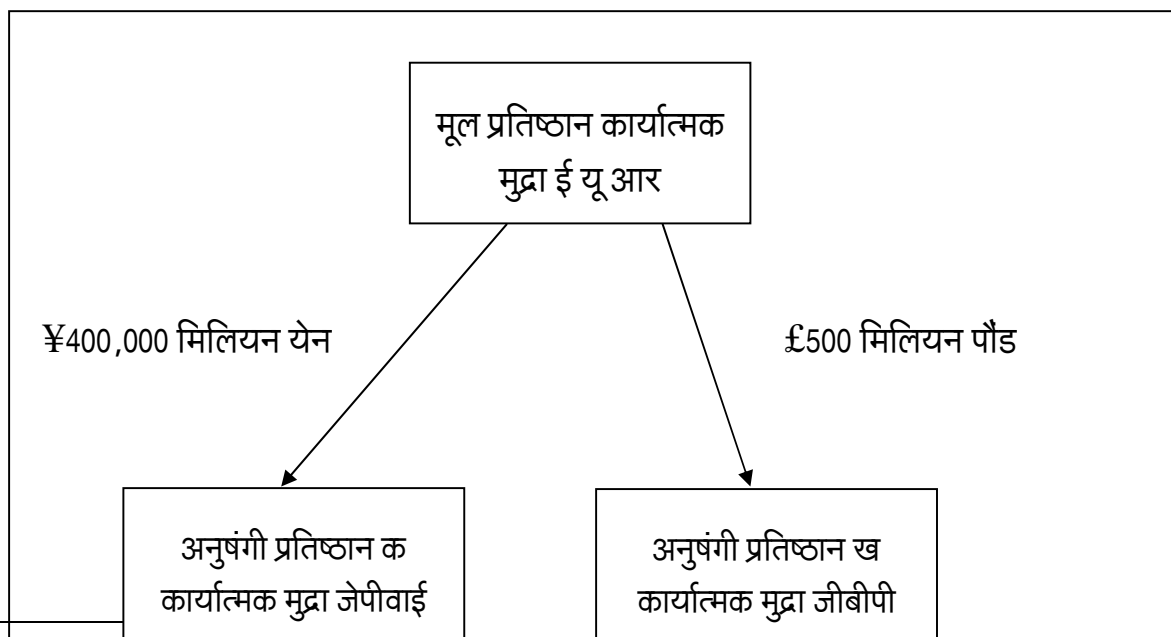 मूल प्रतिष्ठान कार्यात्मक
मुद्रा ई यू आर
¥400,000 मिलियन येन
£500 मिलियन पौंड
अनुषंगी प्रतिष्ठान क
कार्यात्मक मुद्रा जेपीवाई
अनुषंगी प्रतिष्ठान ख
कार्यात्मक मुद्रा जीबीपी